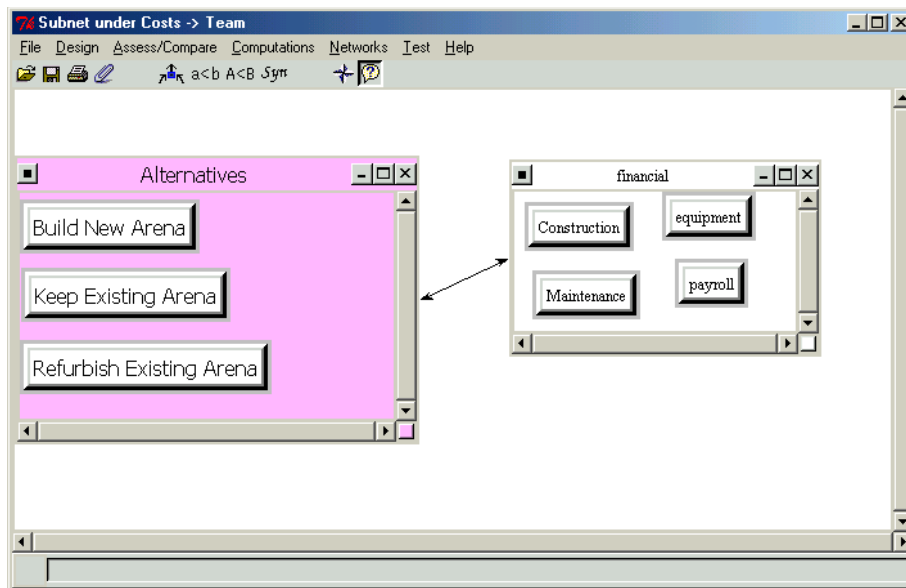 Subnet under Costs -> Team
File Design Assess/Compare Computations Networks Test Help
a<b A<B Syn
Alternatives
Build New Arena
Keep Existing Arena
Refurbish Existing Arena
financial
Construction
equipment
Maintenance
payroll